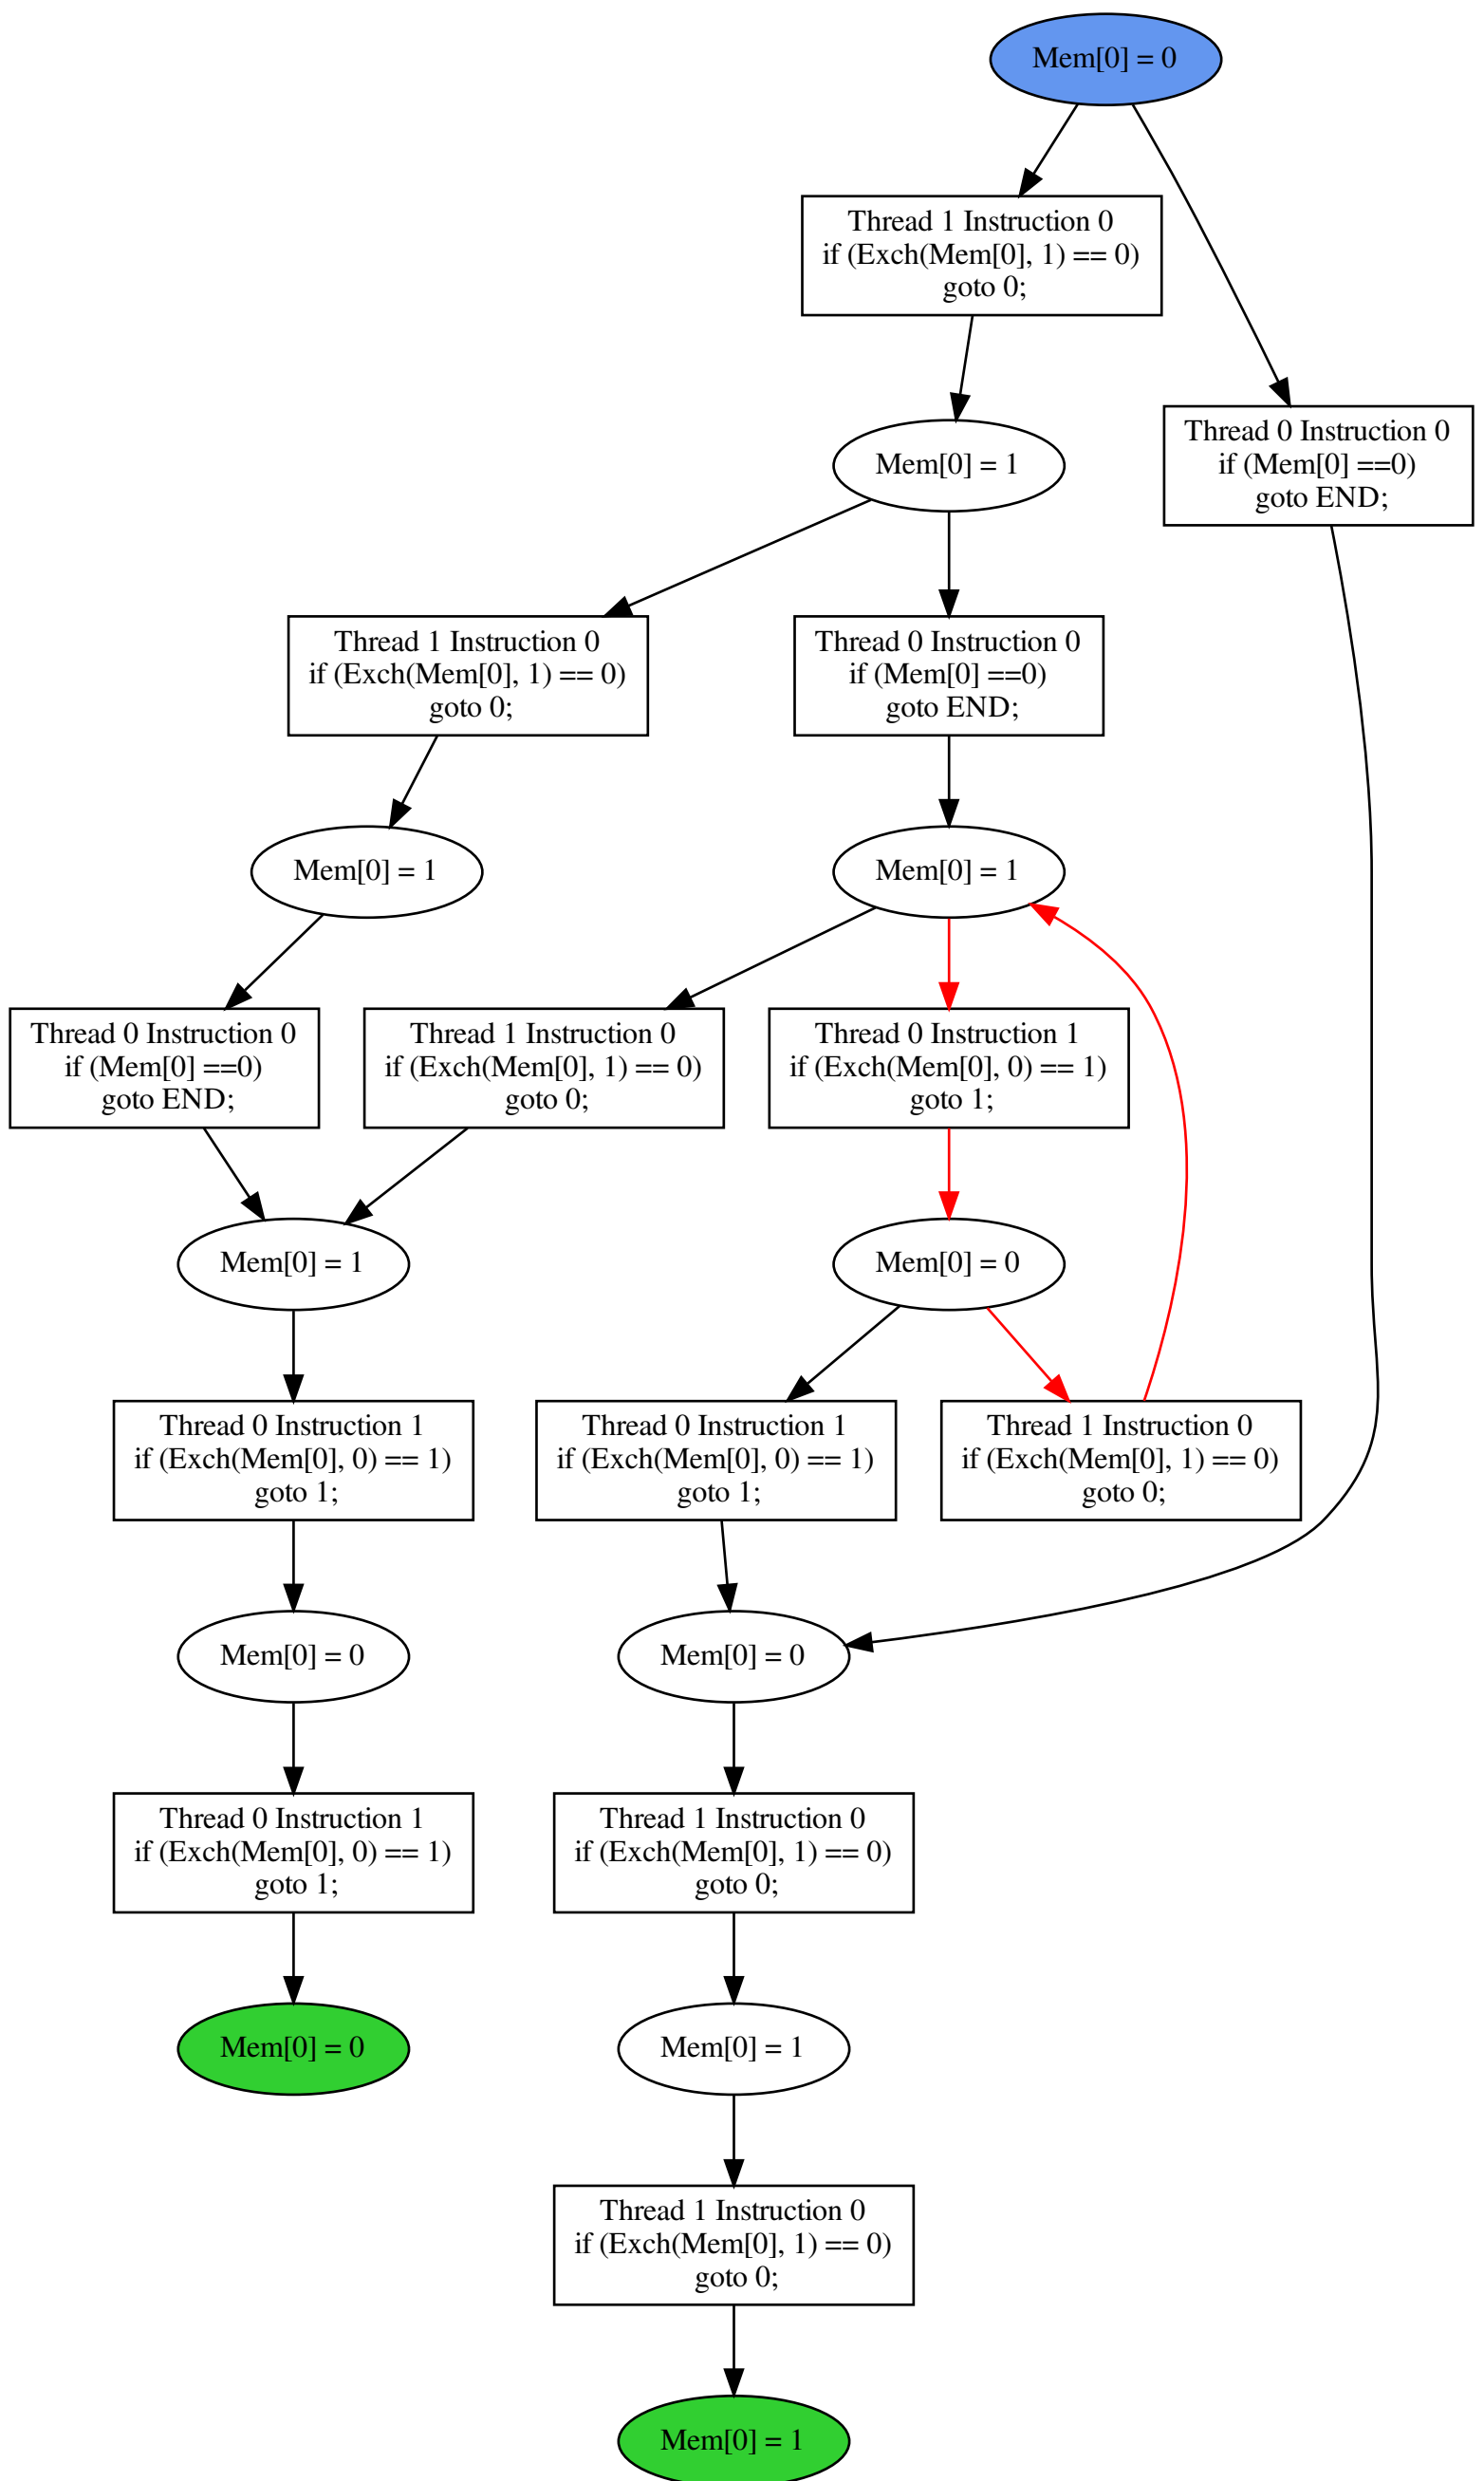 Mem[0] = 0
Thread 1 Instruction 0
if (Exch(Mem[0], 1) == 0)
goto 0;
Thread 0 Instruction 0
if (Mem[0] ==0)
goto END;
Mem[0] = 1
Thread 1 Instruction 0
if (Exch(Mem[0], 1) == 0)
goto 0;
Thread 0 Instruction 0
if (Mem[0] ==0)
goto END;
Mem[0] = 1
Mem[0] = 1
Thread 0 Instruction 0
if (Mem[0] ==0)
goto END;
Thread 1 Instruction 0
if (Exch(Mem[0], 1) == 0)
goto 0;
Thread 0 Instruction 1
if (Exch(Mem[0], 0) == 1)
goto 1;
Mem[0] = 1
Mem[0] = 0
Thread 0 Instruction 1
if (Exch(Mem[0], 0) == 1)
goto 1;
Thread 0 Instruction 1
if (Exch(Mem[0], 0) == 1)
goto 1;
Thread 1 Instruction 0
if (Exch(Mem[0], 1) == 0)
goto 0;
Mem[0] = 0
Mem[0] = 0
Thread 0 Instruction 1
if (Exch(Mem[0], 0) == 1)
goto 1;
Thread 1 Instruction 0
if (Exch(Mem[0], 1) == 0)
goto 0;
Mem[0] = 0
Mem[0] = 1
Thread 1 Instruction 0
if (Exch(Mem[0], 1) == 0)
goto 0;
Mem[0] = 1